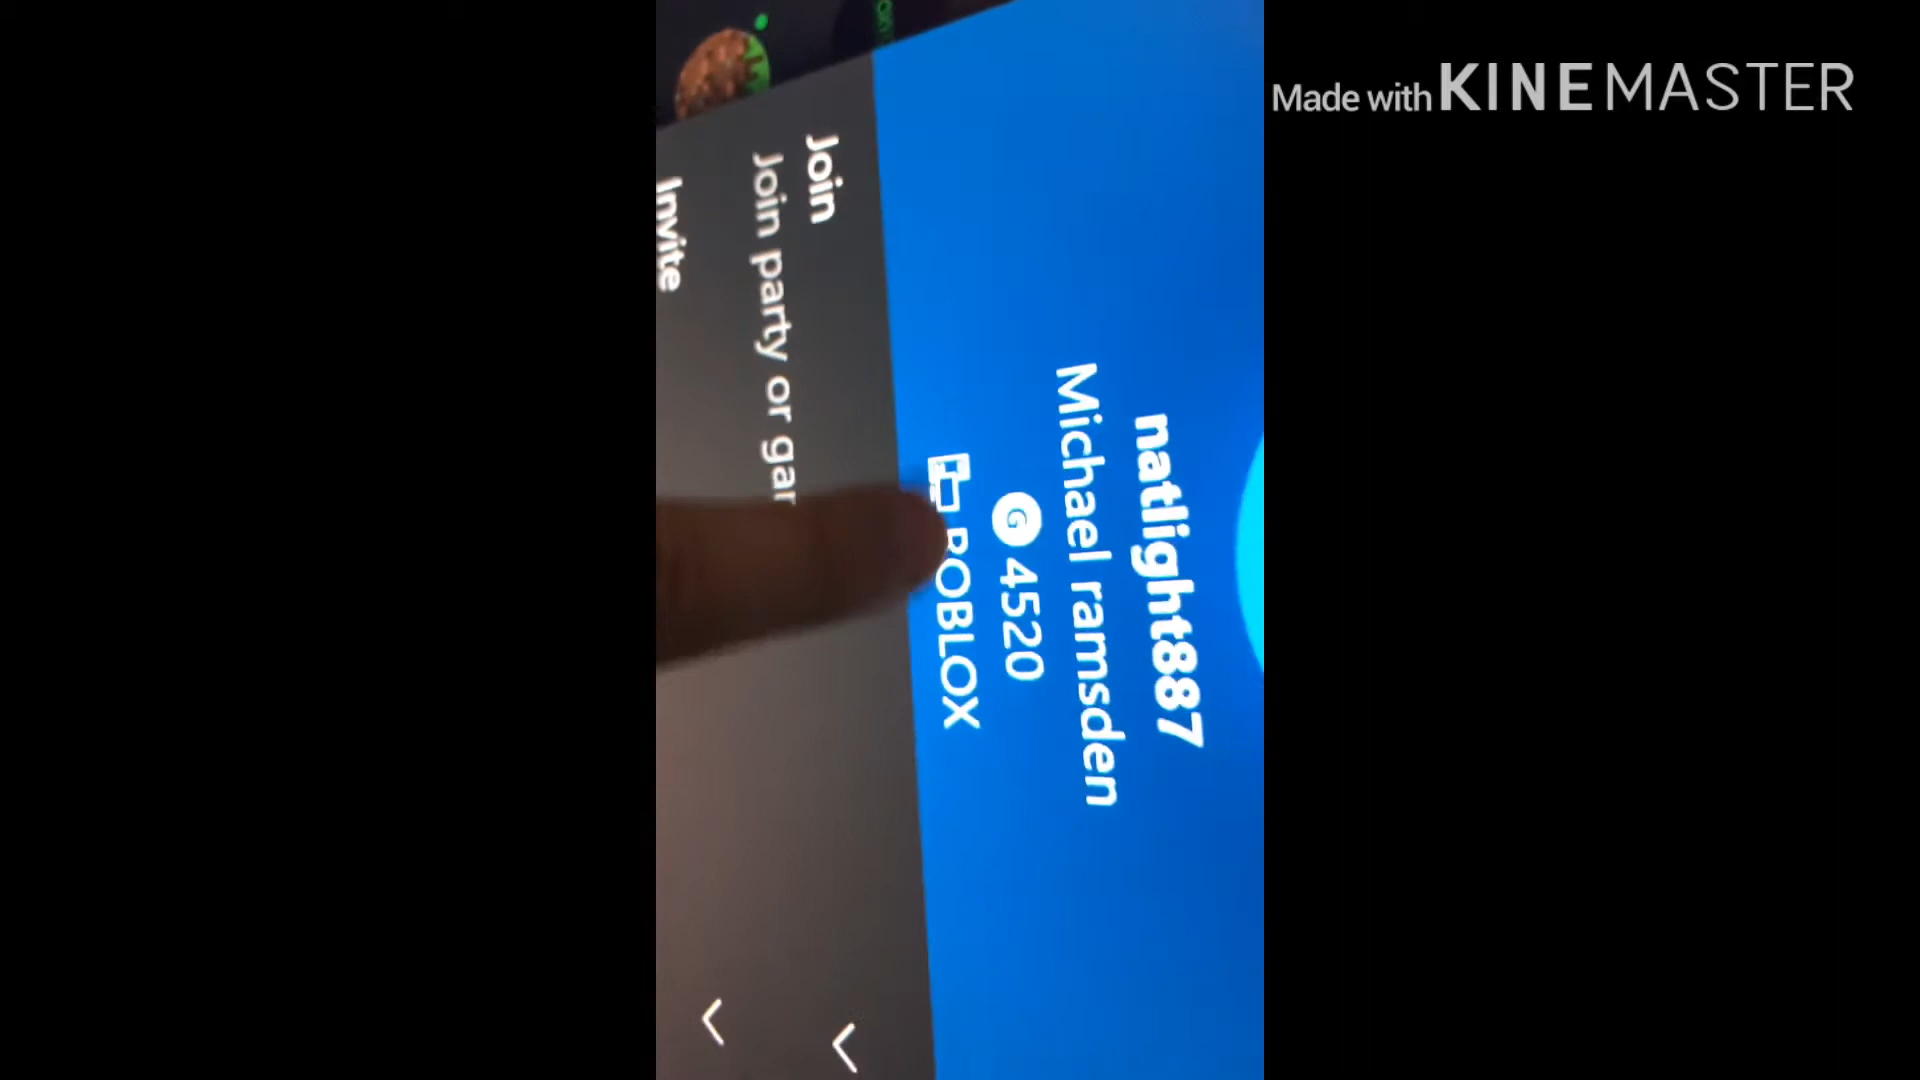 Made with KINEMASTER
natlight887
Michael ramsden
G 4520
ROBLOX
Join
Join party or gar
Invite